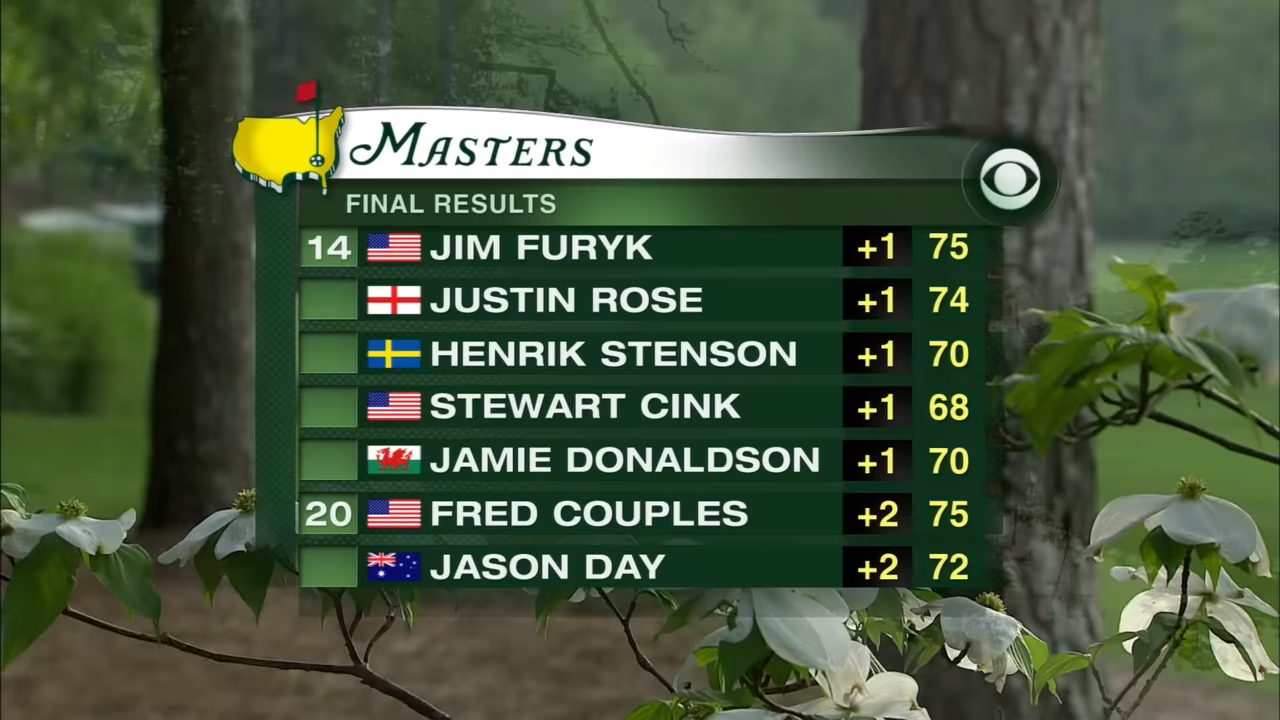 MASTERS
FINAL RESULTS
14 JIM FURYK +1 75
JUSTIN ROSE +1 74
HENRIK STENSON +1 70
STEWART CINK +1 68
JAMIE DONALDSON +1 70
20 FRED COUPLES +2 75
JASON DAY +2 72